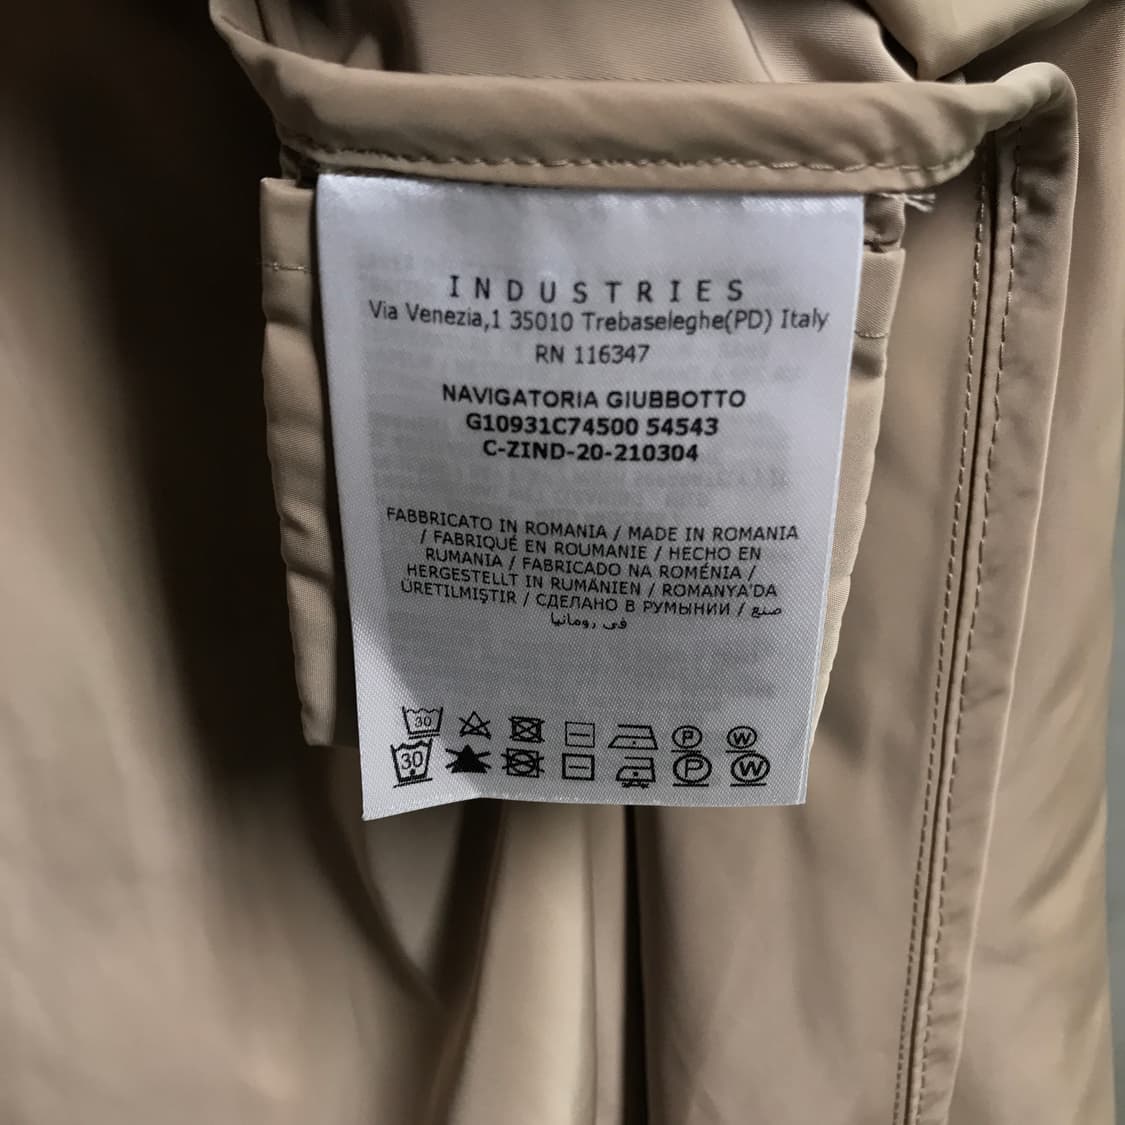 INDUSTRIES
Via Venezia,1 35010 Trebaseleghe(PD) Italy
RN 116347
NAVIGATORIA GIUBBOTTO
G10931C74500 54543
C-ZIND-20-210304
FABBRICATO IN ROMANIA / MADE IN ROMANIA
/ FABRIQUÉ EN ROUMANIE / HECHO EN
RUMANIA / FABRICADO NA ROMÉNIA /
HERGESTELLT IN RUMÄNIEN / ROMANYA'DA
ÜRETILMIŞTIR / СДЕЛАНО В РУМЫНИИ / صنع
في رومانيا
30 P W
30 P W